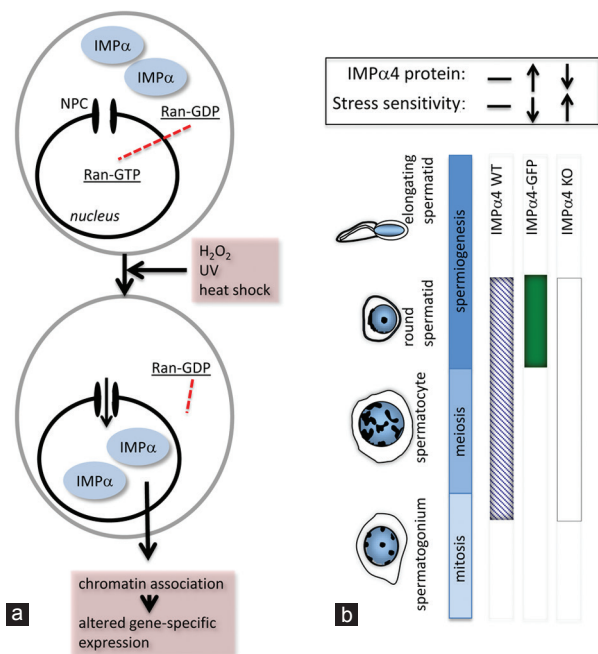 IMPα
IMPα
NPC
Ran-GDP
Ran-GTP
nucleus
H₂O₂
UV
heat shock
Ran-GDP
IMPα
IMPα
chromatin association
altered gene-specific
expression
a
IMPα4 protein:
Stress sensitivity:
elongating
spermatid
round
spermatid
spermatocyte
spermatogonium
spermiogenesis
meiosis
mitosis
IMPα4 WT
IMPα4-GFP
IMPα4 KO
b